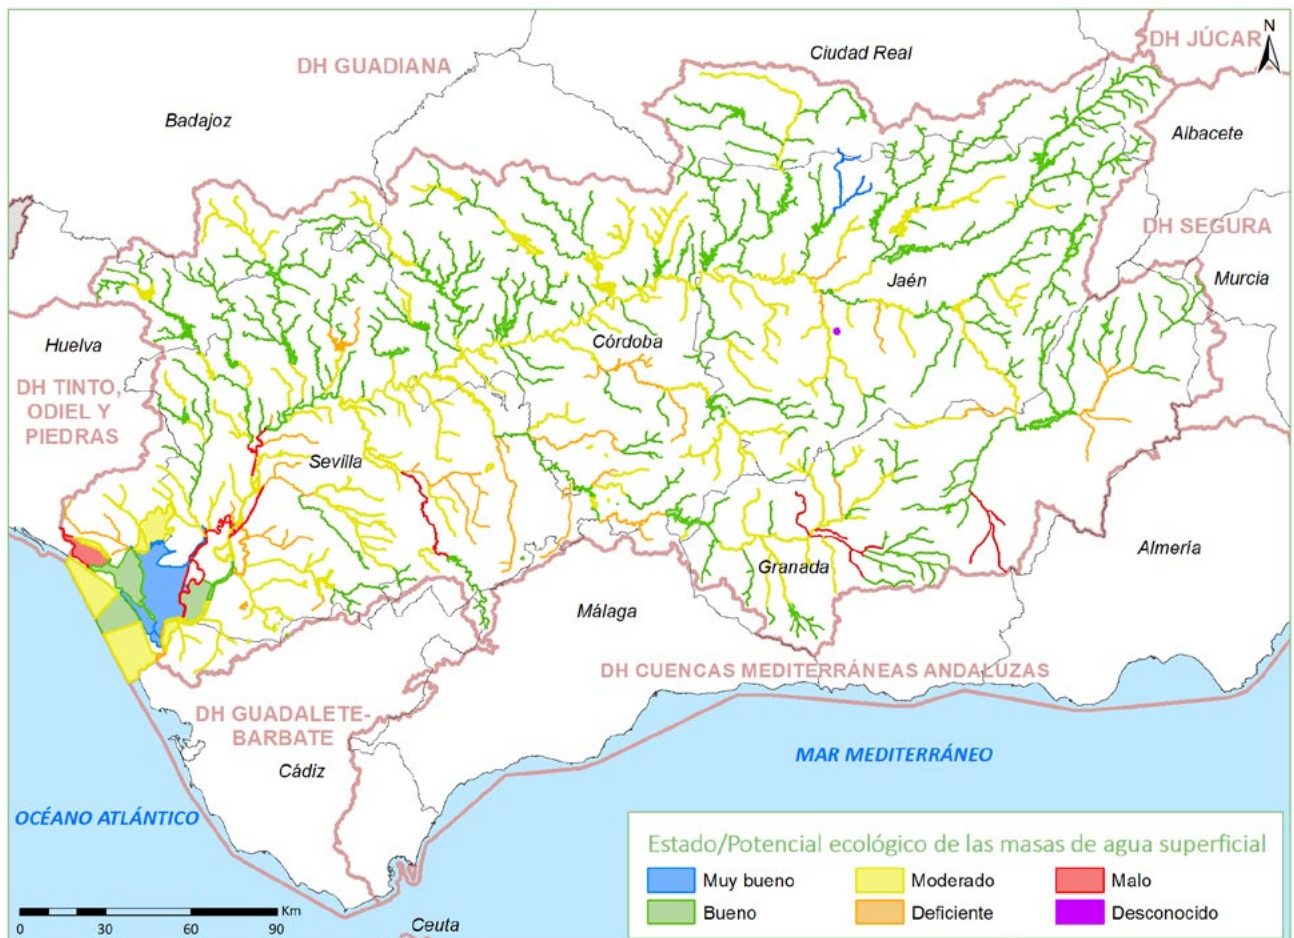 N
DH JÚCAR
Ciudad Real
DH GUADIANA
Badajoz
Albacete
DH SEGURA
Murcia
Jaén
Huelva
Córdoba
DH TINTO,
ODIEL Y
PIEDRAS
Sevilla
Almería
Granada
Málaga
DH CUENCAS MEDITERRÁNEAS ANDALUZAS
DH GUADALETE-
BARBATE
MAR MEDITERRÁNEO
Cádiz
OCÉANO ATLÁNTICO
Estado/Potencial ecológico de las masas de agua superficial
Muy bueno
Moderado
Malo
Bueno
Deficiente
Desconocido
Km
0 30 60 90
Ceuta